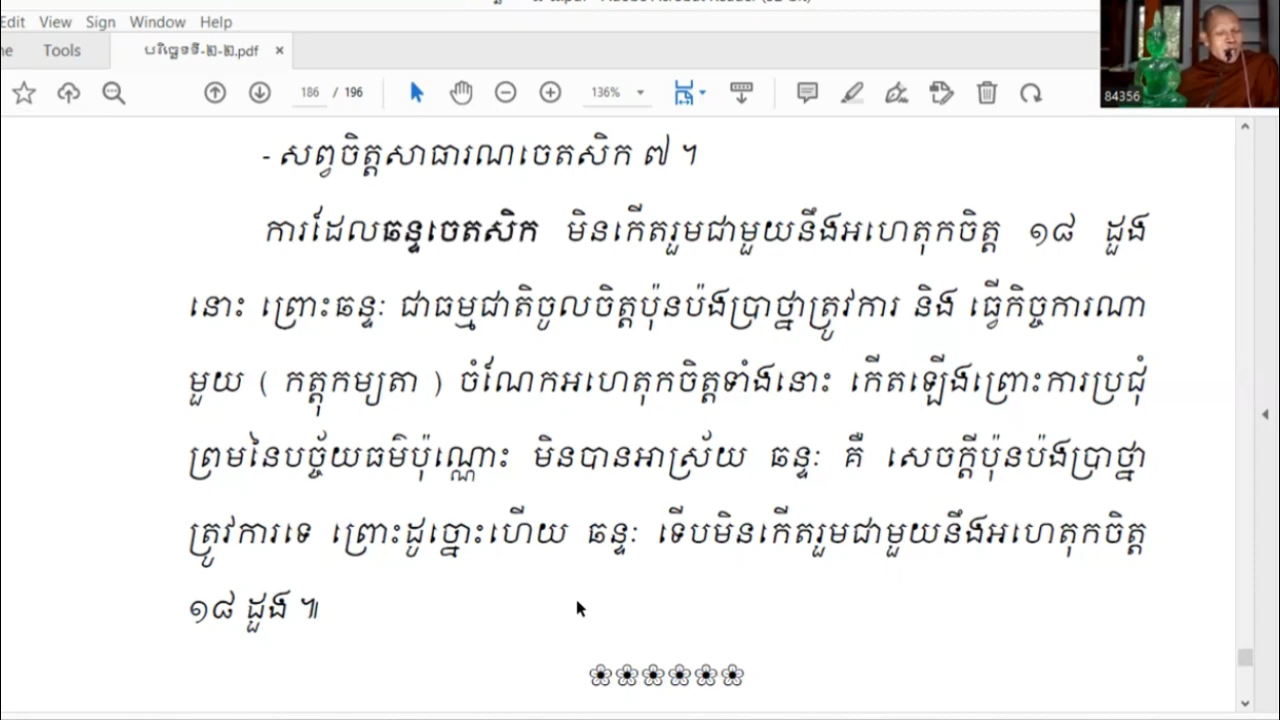 Edit View Sign Window Help
Tools បរិច្ឆេទទី-២-២.pdf ×
186 / 196 136%
84356
- សព្វចិត្តសាធារណចេតសិក ៧ ។
ការដែលឆន្ទចេតសិក មិនកើតរួមជាមួយនឹងអហេតុកចិត្ត ១៨ ដួង
នោះ ព្រោះឆន្ទៈ ជាធម្មជាតិចូលចិត្តប៉ុនប៉ងប្រាថ្នាត្រូវការ និង ធ្វើកិច្ចការណា
មួយ ( កត្តុកម្យតា ) ចំណែកអហេតុកចិត្តទាំងនោះ កើតឡើងព្រោះការប្រជុំ
ព្រមនៃបច្ច័យធម៌ប៉ុណ្ណោះ មិនបានអាស្រ័យ ឆន្ទៈ គឺ សេចក្តីប៉ុនប៉ងប្រាថ្នា
ត្រូវការទេ ព្រោះដូច្នោះហើយ ឆន្ទៈ ទើបមិនកើតរួមជាមួយនឹងអហេតុកចិត្ត
១៨ ដួង ៕